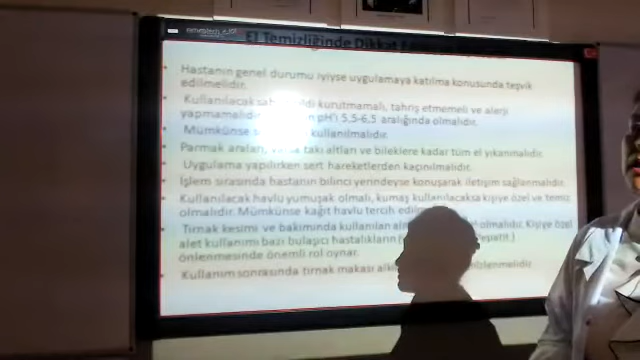 El Temizliğinde Dikkat
Hastanın genel durumu iyiyse uygulamaya katılma konusunda teşvik
edilmelidir.
Kullanılacak kurutmamalı, tahriş etmemeli ve alerji
yapmamalıdır. pH'ı 5,5-6,5 aralığında olmalıdır.
Mümkünse kullanılmalıdır.
Parmak araları, takı altları ve bileklere kadar tüm el yıkanmalıdır.
Uygulama yapılırken sert hareketlerden kaçınılmalıdır.
İşlem sırasında hastanın bilinci yerindeyse konuşarak iletişim sağlanmalıdır.
Kullanılacak havlu yumuşak olmalı, kumaş kullanılacaksa kişiye özel ve temiz
olmalıdır. Mümkünse kağıt havlu tercih
Tırnak kesimi ve bakımında kullanılan olmalıdır. Kişiye özel
alet kullanımı bazı bulaşıcı hastalıkların Hepatit.)
önlenmesinde önemli rol oynar.
Kullanım sonrasında tırnak makası